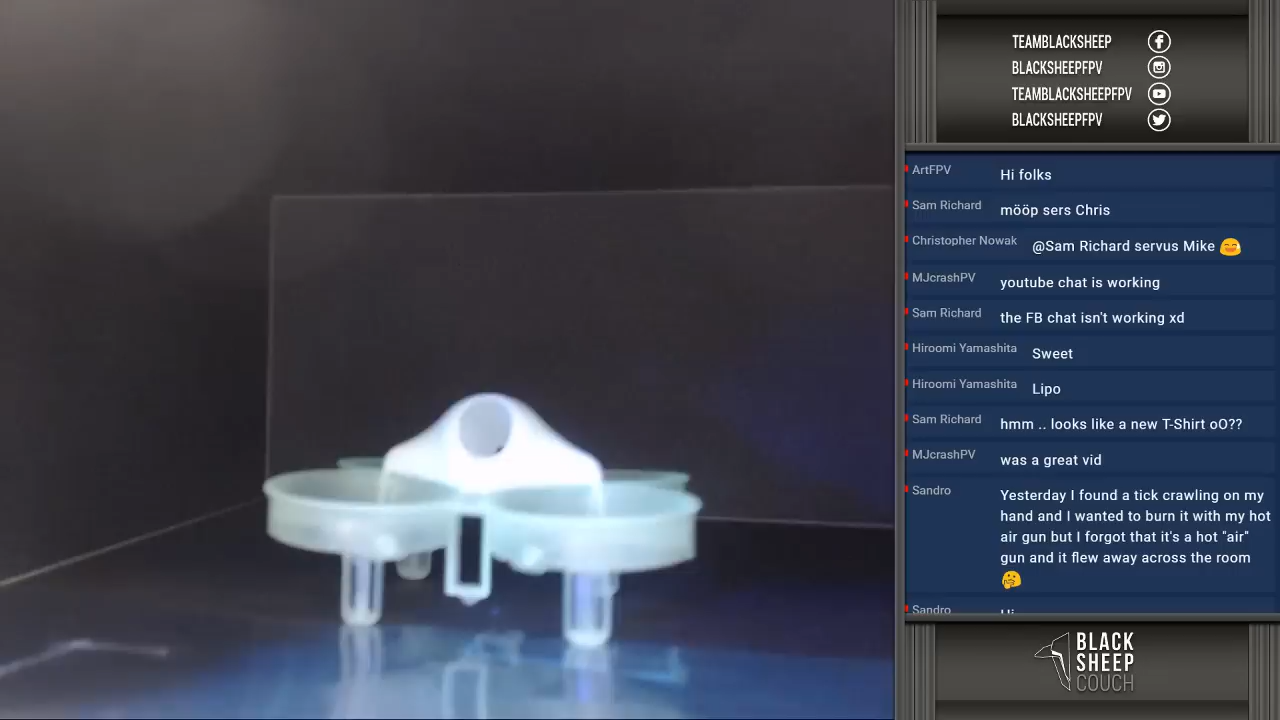 TEAMBLACKSHEEP
BLACKSHEEPFPV
TEAMBLACKSHEEPFPV
BLACKSHEEPFPV
ArtFPV Hi folks
Sam Richard mööp sers Chris
Christopher Nowak @Sam Richard servus Mike 😄
MJcrashPV youtube chat is working
Sam Richard the FB chat isn't working xd
Hiroomi Yamashita Sweet
Hiroomi Yamashita Lipo
Sam Richard hmm .. looks like a new T-Shirt oO??
MJcrashPV was a great vid
Sandro Yesterday I found a tick crawling on my
hand and I wanted to burn it with my hot
air gun but I forgot that it's a hot "air"
gun and it flew away across the room
🤔
Sandro Hi
BLACK
SHEEP
COUCH